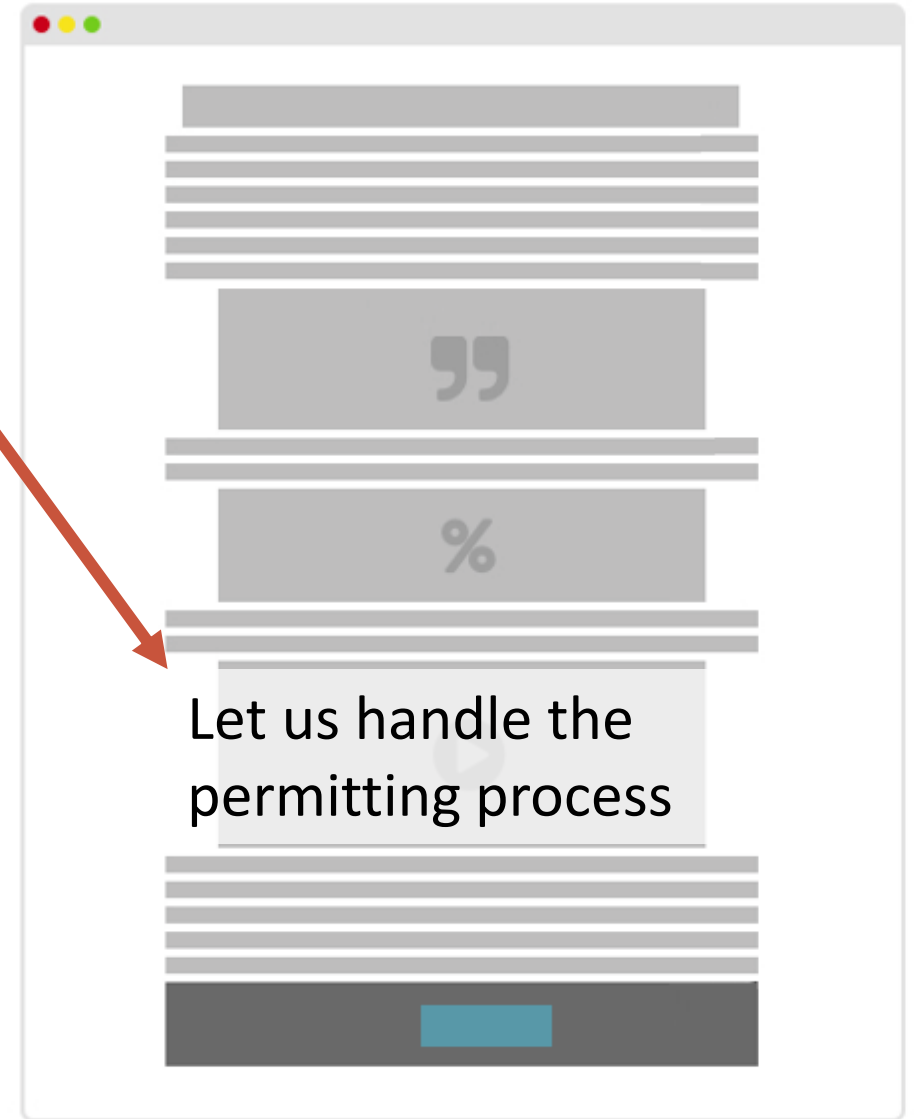 ”
%
Let us handle the
permitting process